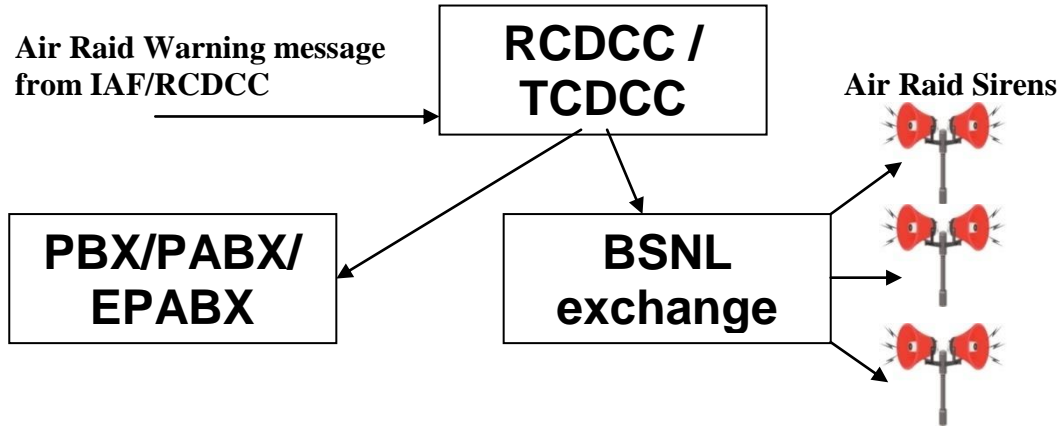 Air Raid Warning message
from IAF/RCDCC
RCDCC /
TCDCC
Air Raid Sirens
PBX/PABX/
EPABX
BSNL
exchange